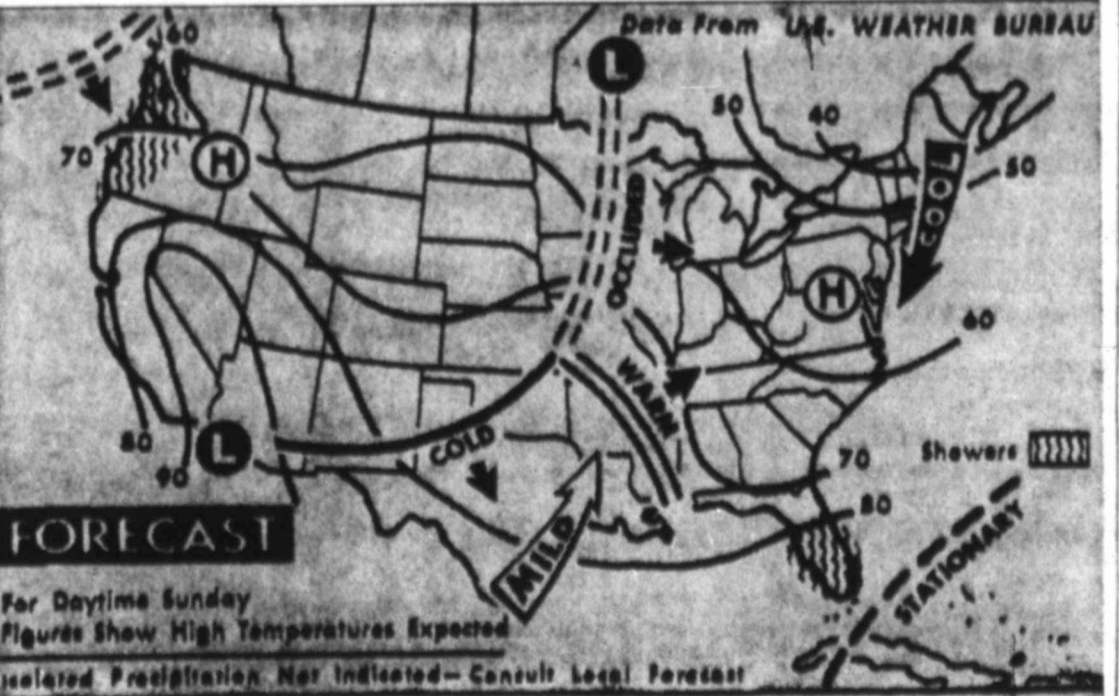 Data From U.S. WEATHER BUREAU
60
L
50
40
70
H
COOL
50
OCCLUDED
H
60
WARM
80
L
COLD
90
70
Showers
80
FORECAST
MILD
STATIONARY
For Daytime Sunday
Figures Show High Temperatures Expected
Isolated Precipitation Not Indicated—Consult Local Forecast